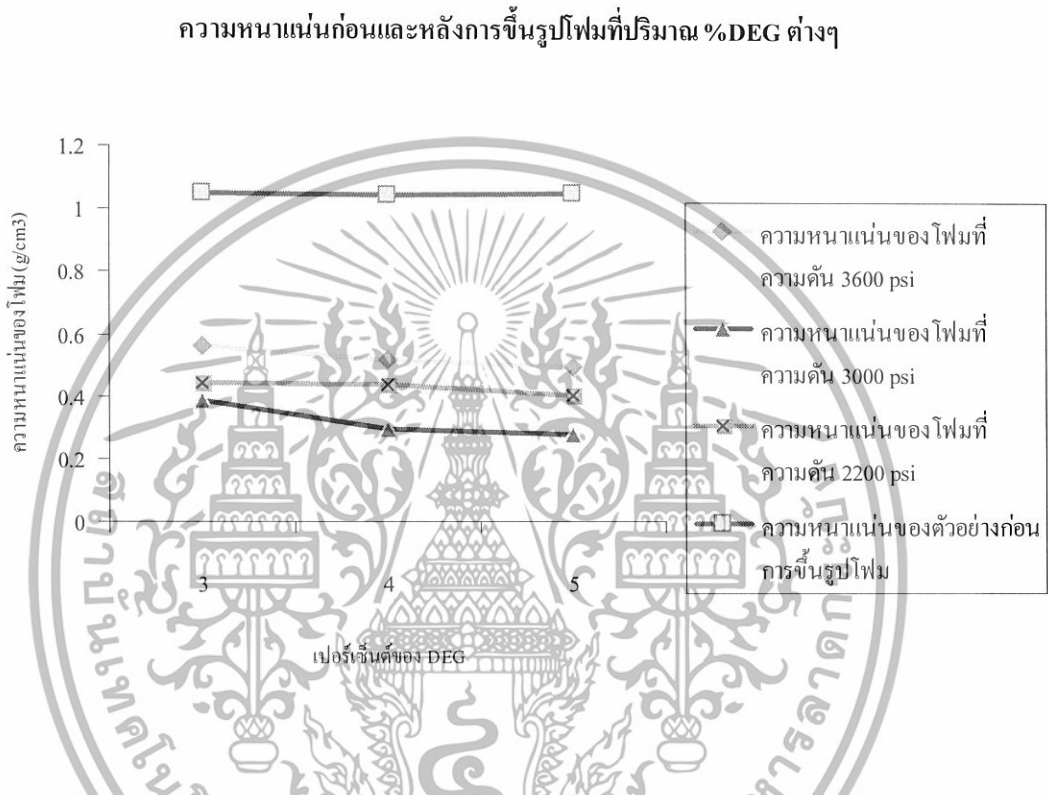 ความหนาแน่นก่อนและหลังการขึ้นรูปโฟมที่ปริมาณ %DEG ต่างๆ
1.2
1
0.8
0.6
0.4
0.2
0
ความหนาแน่นของโฟม (g/cm3)
3 4 5
เปอร์เซ็นต์ของ DEG
ความหนาแน่นของโฟมที่
ความดัน 3600 psi
ความหนาแน่นของโฟมที่
ความดัน 3000 psi
ความหนาแน่นของโฟมที่
ความดัน 2200 psi
ความหนาแน่นของตัวอย่างก่อน
การขึ้นรูปโฟม